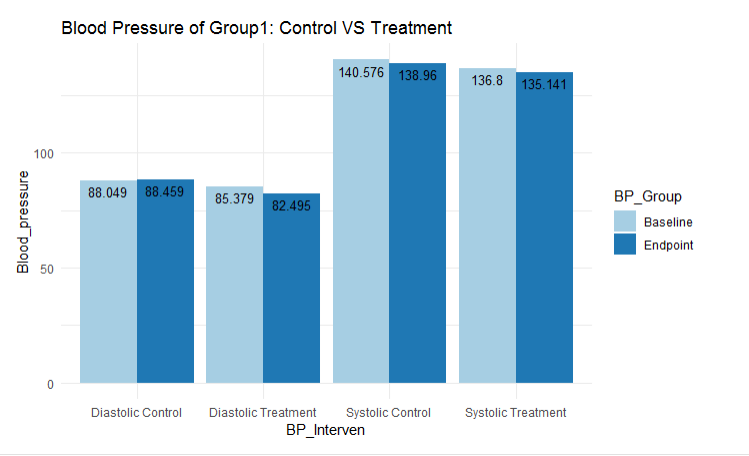 Blood Pressure of Group1: Control VS Treatment
140.576
138.96
136.8
135.141
100
88.049
88.459
85.379
82.495
50
0
Blood_pressure
Diastolic Control
Diastolic Treatment
Systolic Control
Systolic Treatment
BP_Interven
BP_Group
Baseline
Endpoint